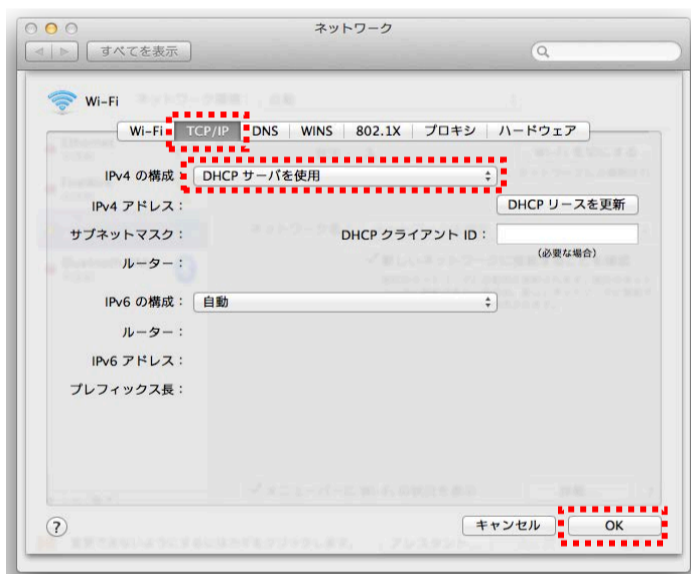 ネットワーク
すべてを表示
Wi-Fi
Wi-Fi TCP/IP DNS WINS 802.1X プロキシ ハードウェア
IPv4 の構成： DHCP サーバを使用
IPv4 アドレス： DHCP リースを更新
サブネットマスク： DHCP クライアント ID：
ルーター： （必要な場合）
IPv6 の構成： 自動
ルーター：
IPv6 アドレス：
プレフィックス長：
? キャンセル OK